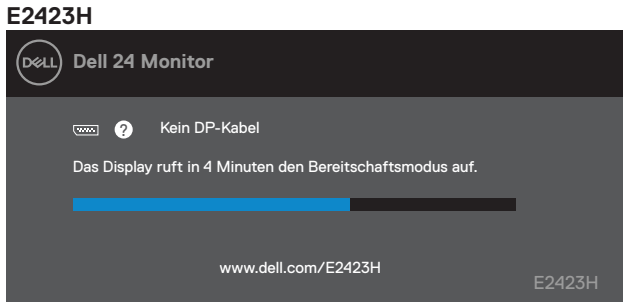 E2423H
DELL Dell 24 Monitor
? Kein DP-Kabel
Das Display ruft in 4 Minuten den Bereitschaftsmodus auf.
www.dell.com/E2423H
E2423H